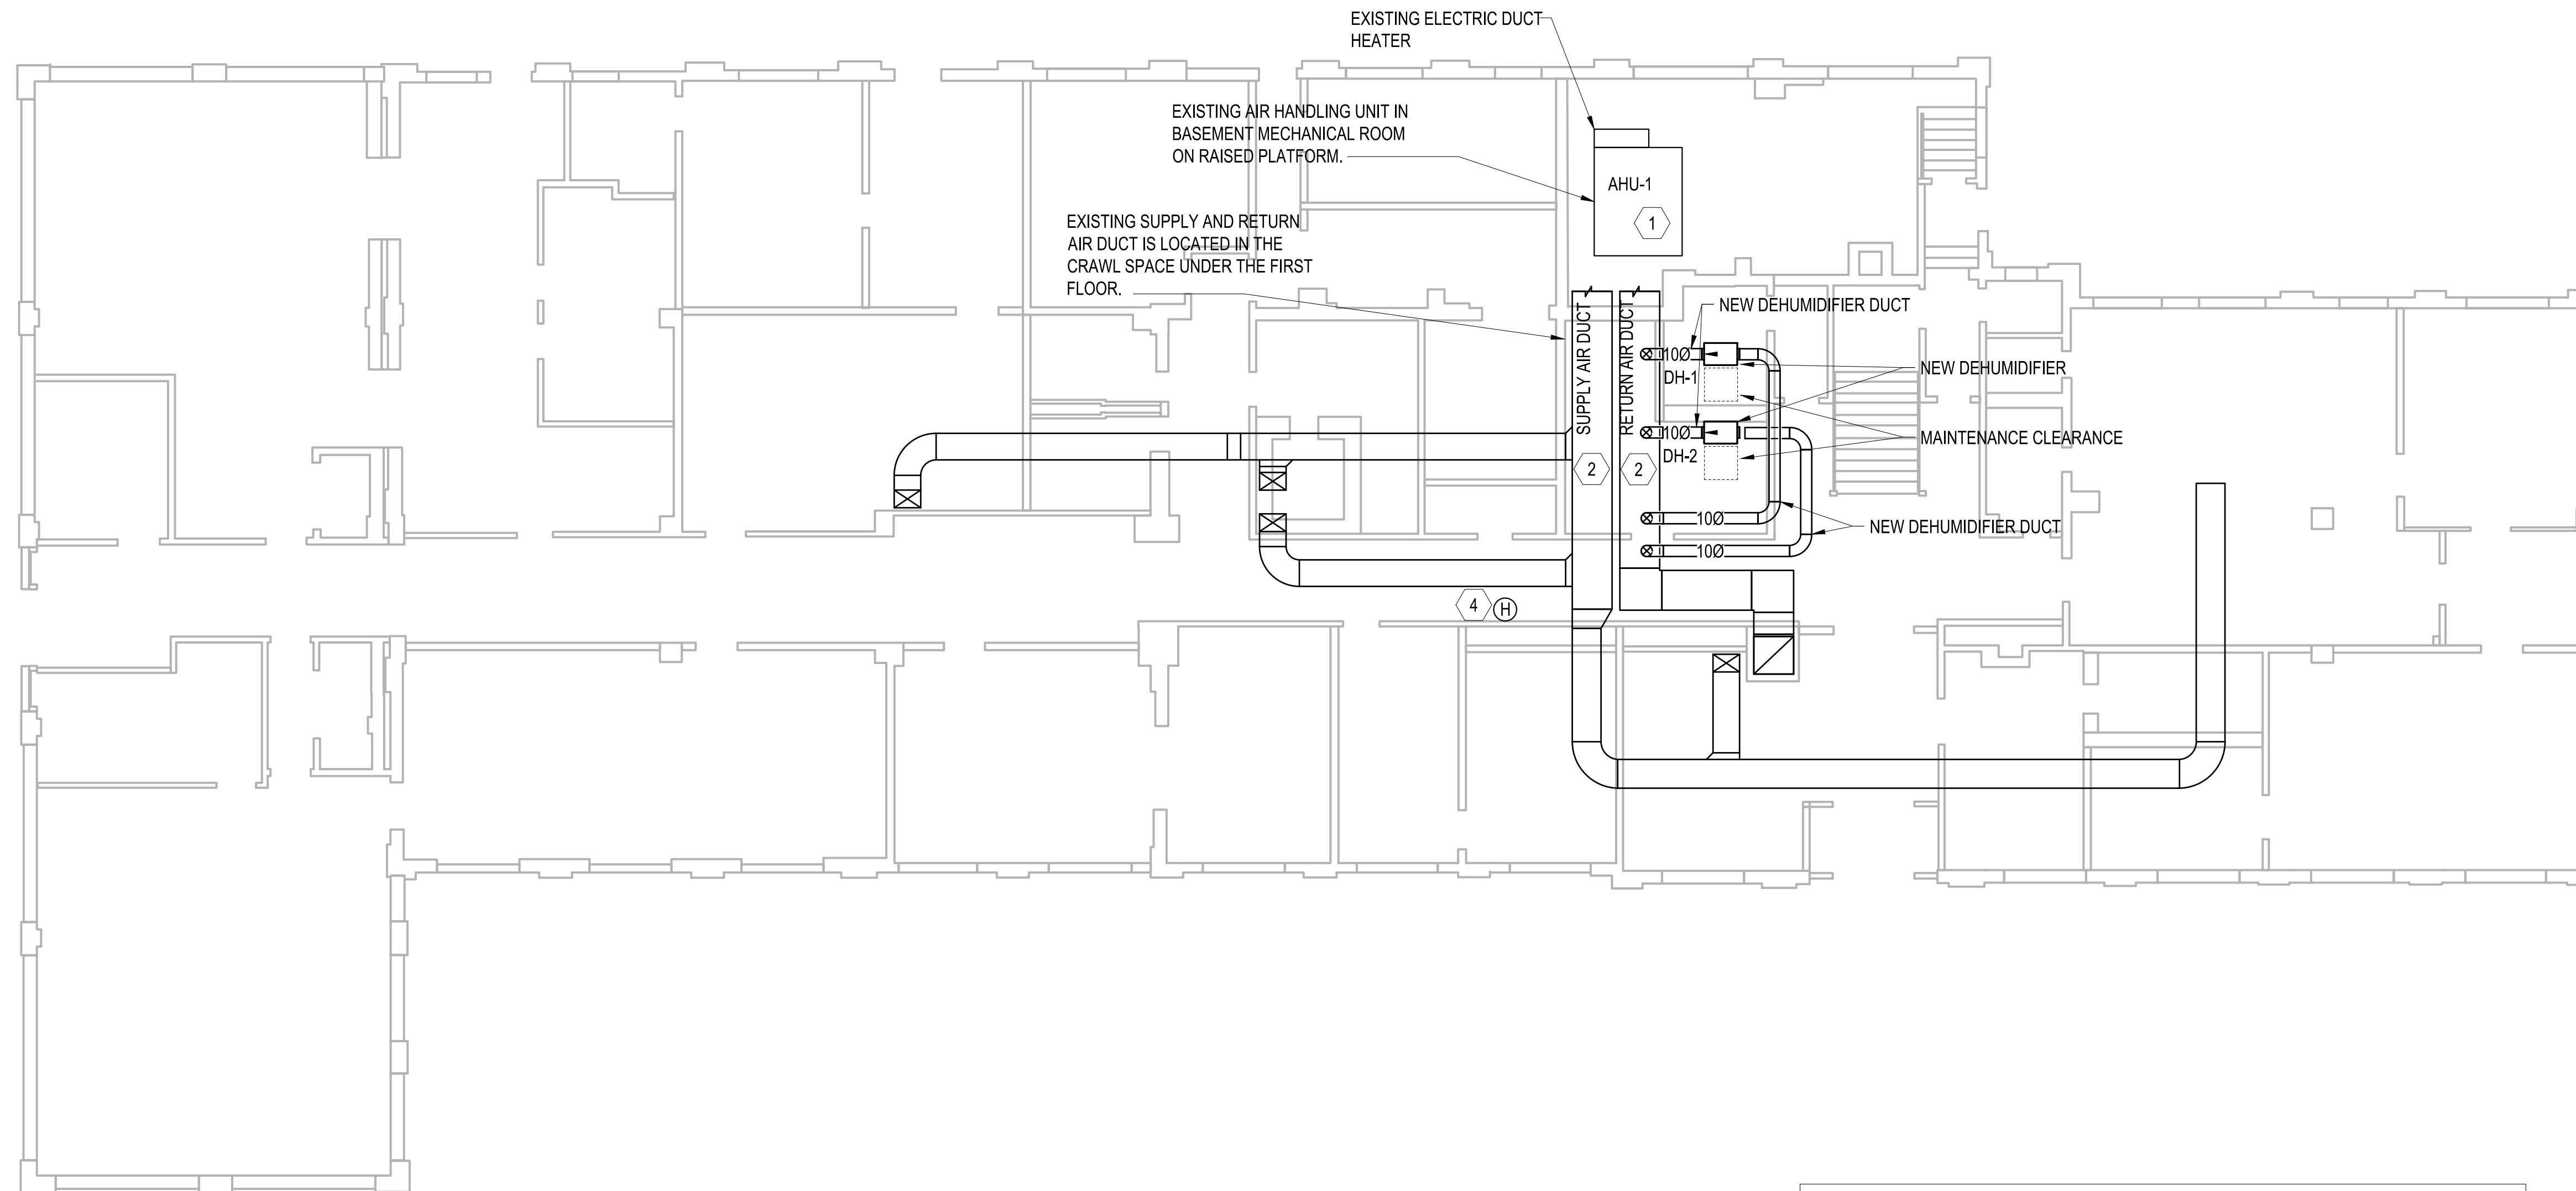 EXISTING ELECTRIC DUCT
HEATER
EXISTING AIR HANDLING UNIT IN
BASEMENT MECHANICAL ROOM
ON RAISED PLATFORM.
AHU-1
1
EXISTING SUPPLY AND RETURN
AIR DUCT IS LOCATED IN THE
CRAWL SPACE UNDER THE FIRST
FLOOR.
SUPPLY AIR DUCT
RETURN AIR DUCT
NEW DEHUMIDIFIER DUCT
10Ø
DH-1
NEW DEHUMIDIFIER
10Ø
DH-2
MAINTENANCE CLEARANCE
2
2
10Ø
NEW DEHUMIDIFIER DUCT
10Ø
4
H